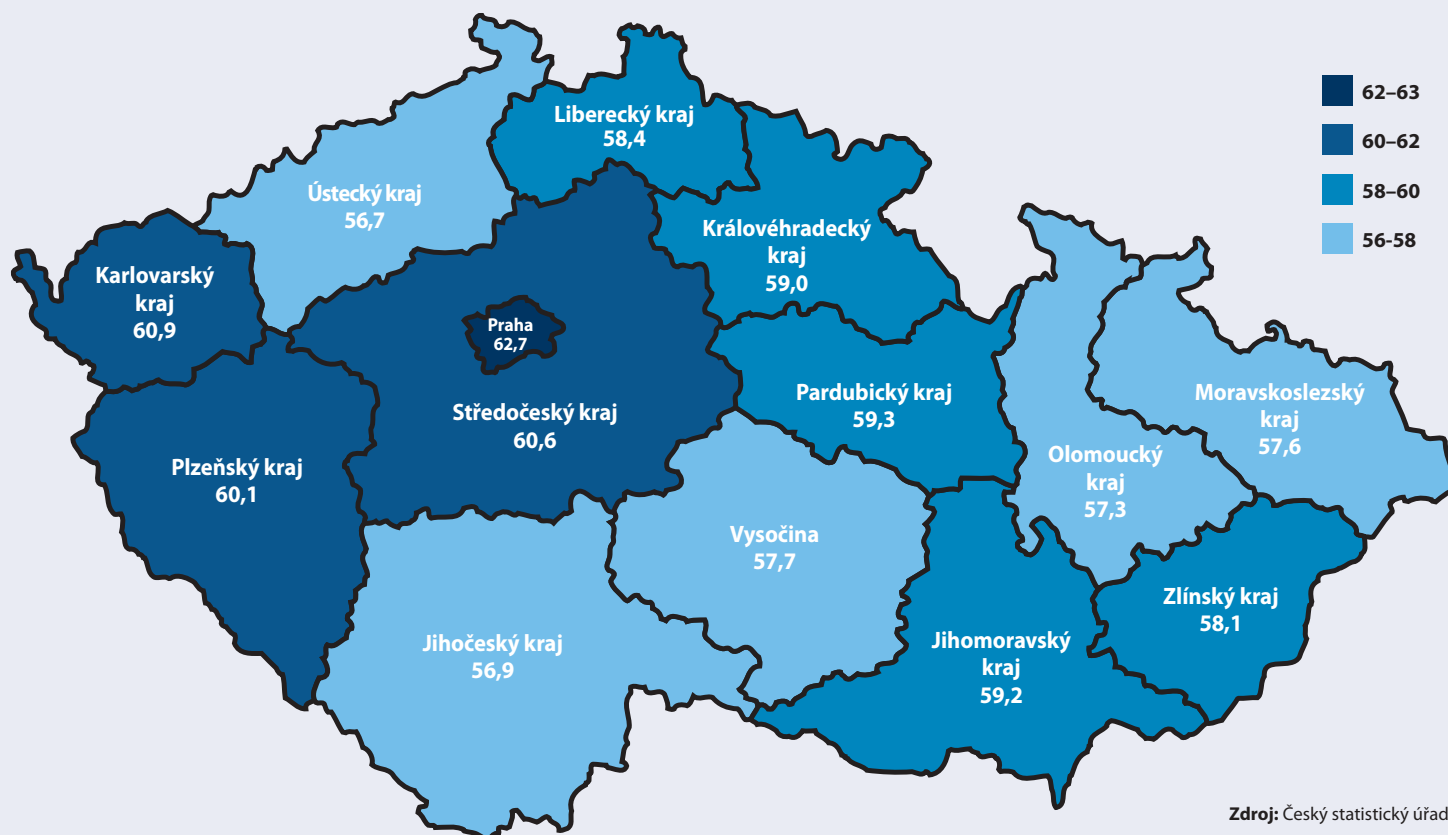 62–63
60–62
58–60
56-58
Liberecký kraj
58,4
Ústecký kraj
56,7
Královéhradecký
kraj
59,0
Karlovarský
kraj
60,9
Praha
62,7
Středočeský kraj
60,6
Pardubický kraj
59,3
Moravskoslezský
kraj
57,6
Plzeňský kraj
60,1
Olomoucký
kraj
57,3
Vysočina
57,7
Zlínský kraj
58,1
Jihočeský kraj
56,9
Jihomoravský
kraj
59,2
Zdroj: Český statistický úřad